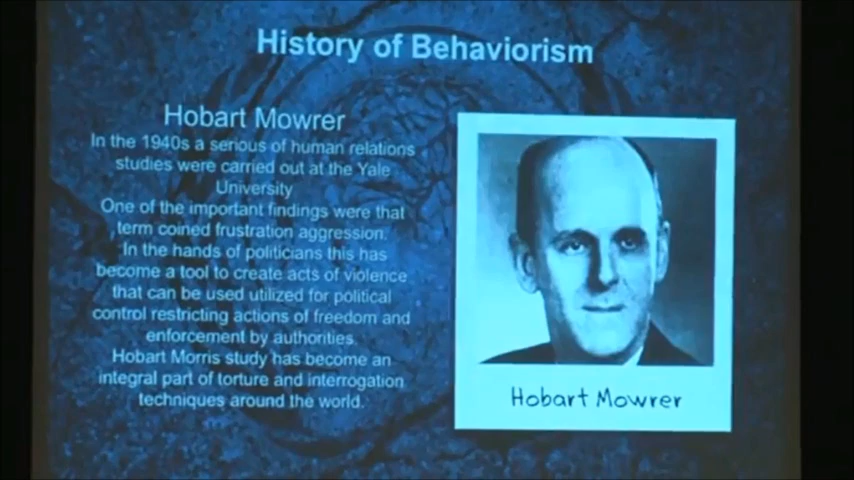 History of Behaviorism
Hobart Mowrer
In the 1940s a serious of human relations
studies were carried out at the Yale
University
One of the important findings were that
term coined frustration aggression.
In the hands of politicians this has
become a tool to create acts of violence
that can be used utilized for political
control restricting actions of freedom and
enforcement by authorities
Hobart Morris study has become an
integral part of torture and interrogation
techniques around the world.
Hobart Mowrer